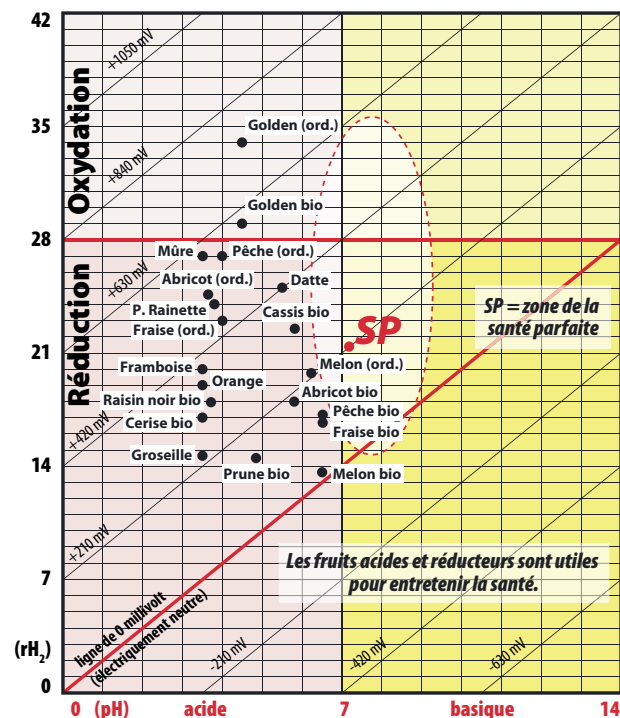 42
+1050 mV
Oxydation
35
Golden (ord.)
+840 mV
Golden bio
28
Mûre
Pêche (ord.)
+630 mV
Abricot (ord.)
Datte
P. Rainette
Cassis bio
Fraise (ord.)
SP
SP = zone de la
santé parfaite
Réduction
21
Melon (ord.)
Framboise
Orange
Abricot bio
Raisin noir bio
Pêche bio
Cerise bio
Fraise bio
+420 mV
Groseille
14
Prune bio
Melon bio
+210 mV
Les fruits acides et réducteurs sont utiles
pour entretenir la santé.
7
ligne de 0 millivolt
(électriquement neutre)
(rH₂)
-210 mV
-420 mV
-630 mV
0
0 (pH) acide 7 basique 14